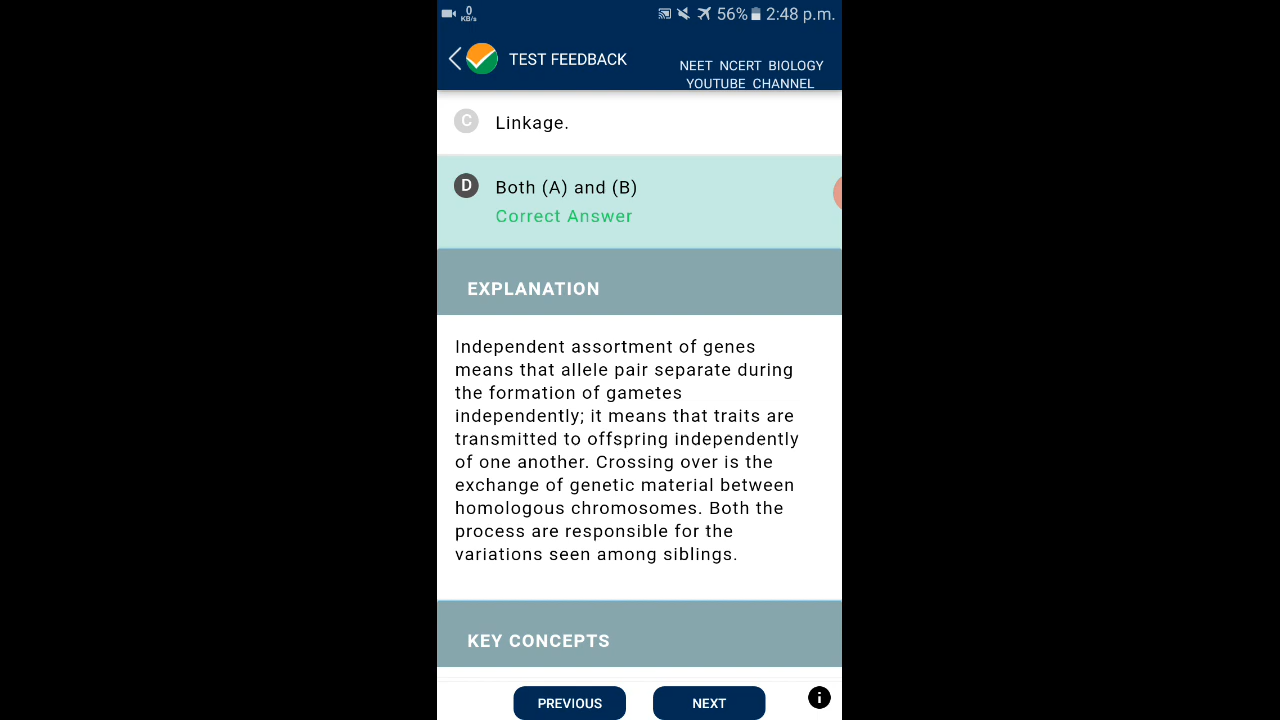 0
KB/s
56% 2:48 p.m.
TEST FEEDBACK
NEET NCERT BIOLOGY
YOUTUBE CHANNEL
C Linkage.
D Both (A) and (B)
Correct Answer
EXPLANATION
Independent assortment of genes
means that allele pair separate during
the formation of gametes
independently; it means that traits are
transmitted to offspring independently
of one another. Crossing over is the
exchange of genetic material between
homologous chromosomes. Both the
process are responsible for the
variations seen among siblings.
KEY CONCEPTS
PREVIOUS NEXT i